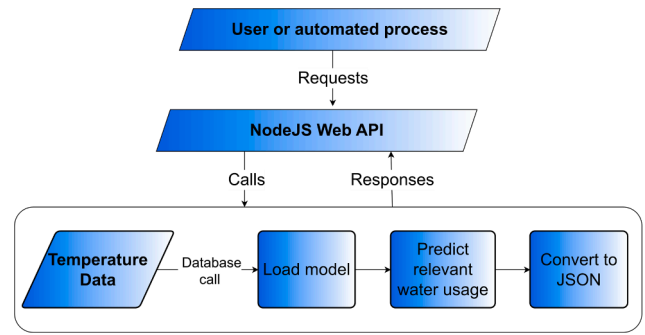 User or automated process
Requests
NodeJS Web API
Calls
Responses
Temperature
Data
Database
call
Load model
Predict
relevant
water usage
Convert to
JSON